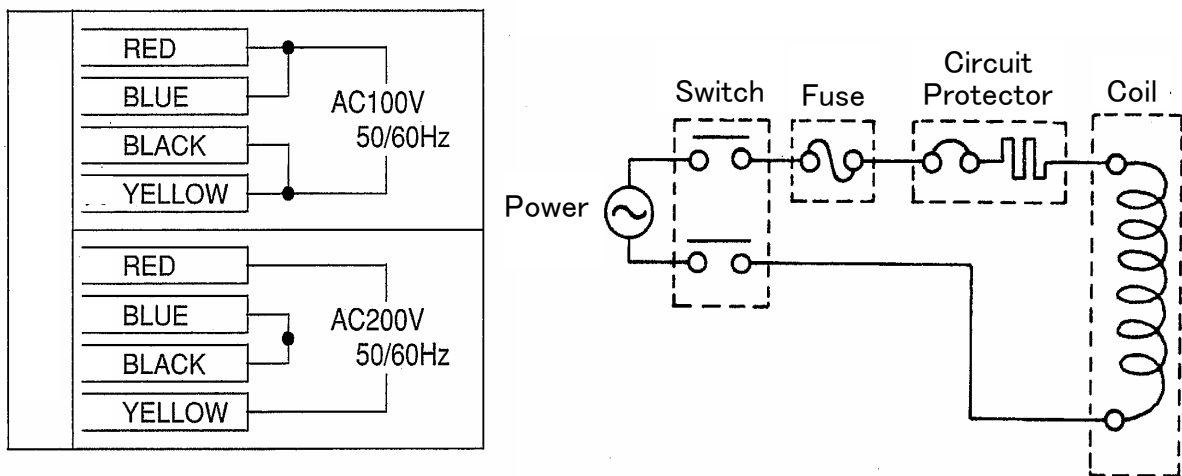 RED
BLUE
BLACK
YELLOW
AC100V
50/60Hz
RED
BLUE
BLACK
YELLOW
AC200V
50/60Hz
Switch
Fuse
Circuit
Protector
Coil
Power